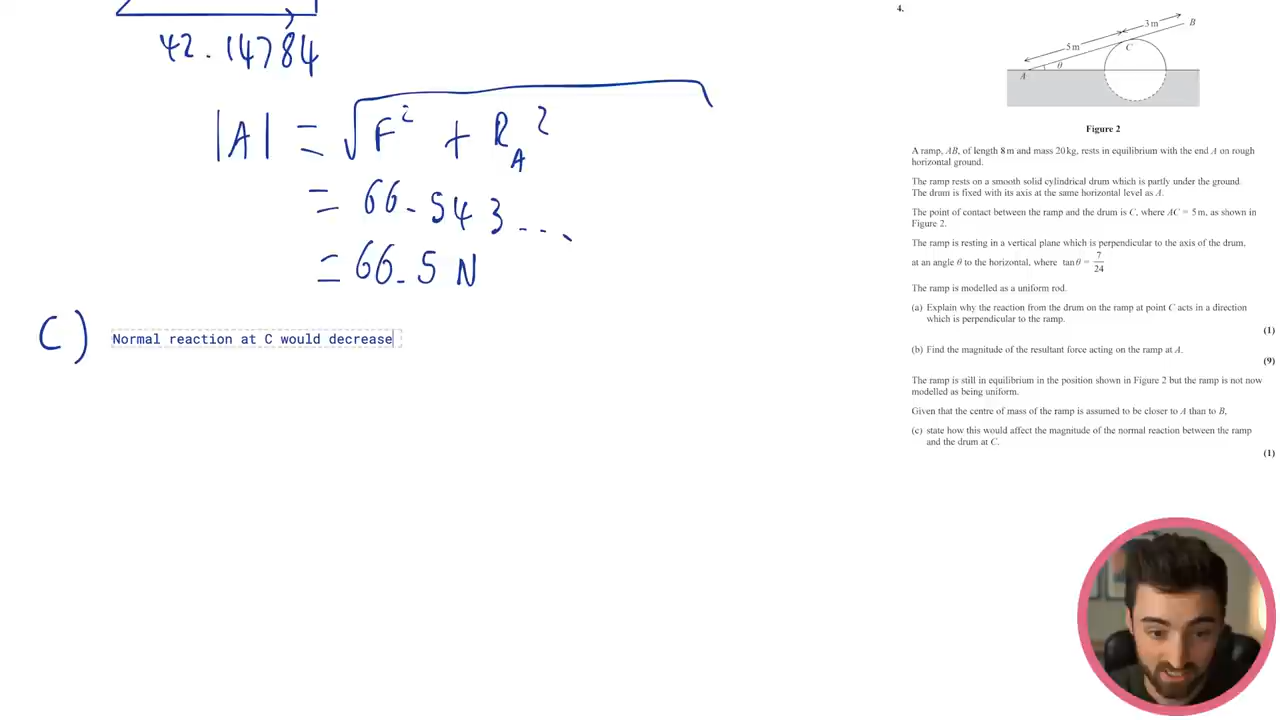 42.14784
|A| = √F² + R_A²
= 66.543...
= 66.5 N
C) Normal reaction at C would decrease
4.
3 m
B
5 m
C
θ
A
Figure 2
A ramp, AB, of length 8 m and mass 20 kg, rests in equilibrium with the end A on rough
horizontal ground.
The ramp rests on a smooth solid cylindrical drum which is partly under the ground.
The drum is fixed with its axis at the same horizontal level as A.
The point of contact between the ramp and the drum is C, where AC = 5 m, as shown in
Figure 2.
The ramp is resting in a vertical plane which is perpendicular to the axis of the drum,
at an angle θ to the horizontal, where tan θ = 7/24
The ramp is modelled as a uniform rod.
(a) Explain why the reaction from the drum on the ramp at point C acts in a direction
which is perpendicular to the ramp.
(1)
(b) Find the magnitude of the resultant force acting on the ramp at A.
(9)
The ramp is still in equilibrium in the position shown in Figure 2 but the ramp is not now
modelled as being uniform.
Given that the centre of mass of the ramp is assumed to be closer to A than to B,
(c) state how this would affect the magnitude of the normal reaction between the ramp
and the drum at C.
(1)